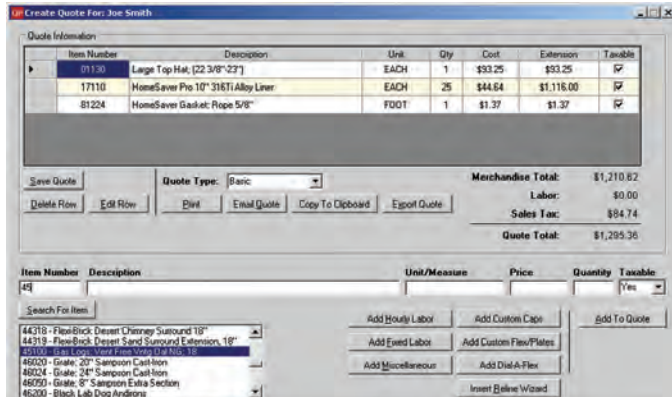 Create Quote For: Joe Smith
Quote Information
Item Number Description Unit Qty Cost Extension Taxable
01130 Large Top Hat; (22 3/8"-23") EACH 1 $93.25 $93.25
17110 HomeSaver Pro 10" 316Ti Alloy Liner EACH 25 $44.64 $1,116.00
81224 HomeSaver Gasket: Rope 5/8" FOOT 1 $1.37 $1.37
Save Quote Quote Type: Basic Merchandise Total: $1,210.62
Labor: $0.00
Delete Row Edit Row Print Email Quote Copy To Clipboard Export Quote
Sales Tax: $84.74
Quote Total: $1,295.36
Item Number Description Unit/Measure Price Quantity Taxable
45 Yes
Search For Item
Add Hourly Labor Add Custom Caps Add To Quote
44318 - Flexi-Brick Desert Chimney Surround 18"
44319 - Flexi-Brick Desert Sand Surround Extension, 18"
45100 - Gas Logs; Vent Free Vntg Oal NG; 18
Add Fixed Labor Add Custom Flex/Plates
46020 - Grate; 20" Sampson Cast-Iron
46024 - Grate; 24" Sampson Cast-Iron
Add Miscellaneous Add Dial-A-Flex
46050 - Grate; 8" Sampson Extra Section
46200 - Black Lab Dog Andirons
Insert Reline Wizard